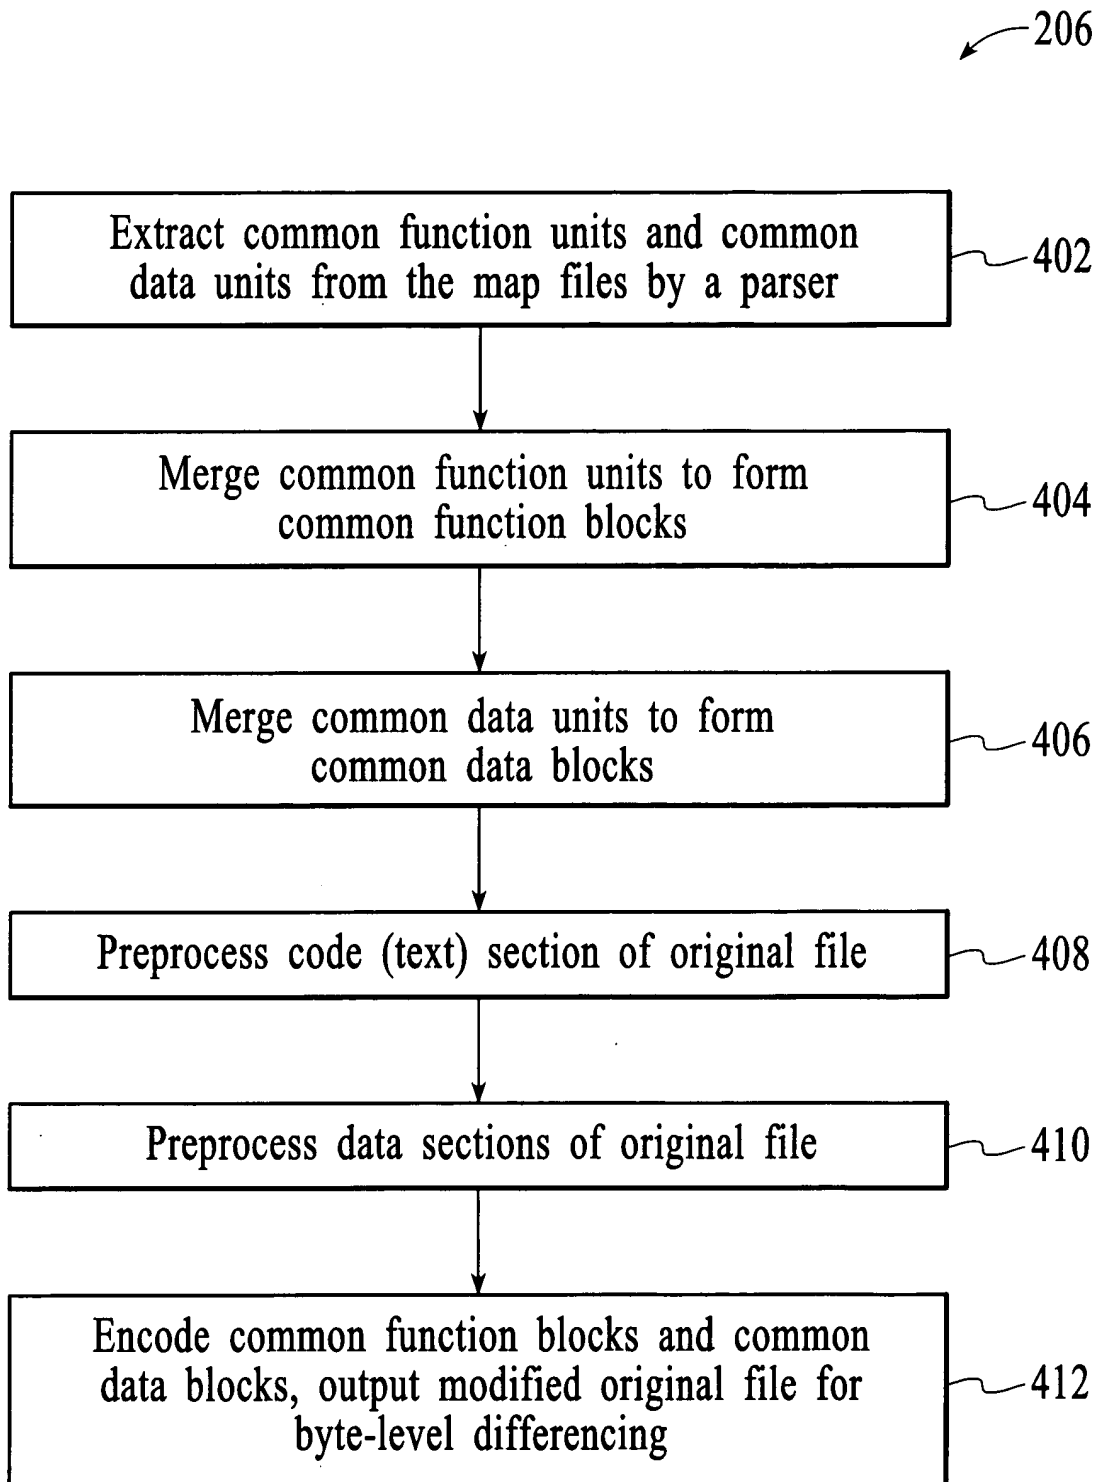 206
Extract common function units and common
data units from the map files by a parser
402
Merge common function units to form
common function blocks
404
Merge common data units to form
common data blocks
406
Preprocess code (text) section of original file
408
Preprocess data sections of original file
410
Encode common function blocks and common
data blocks, output modified original file for
byte-level differencing
412